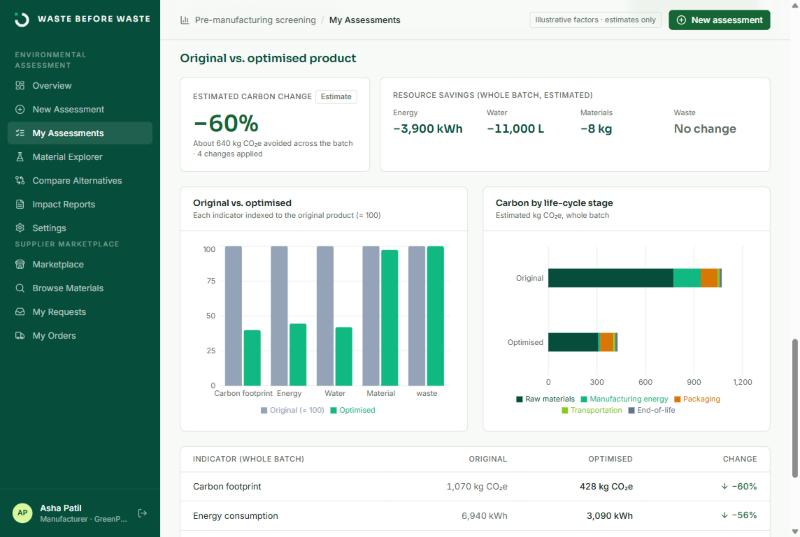 WASTE BEFORE WASTE
ENVIRONMENTAL
ASSESSMENT
Overview
New Assessment
My Assessments
Material Explorer
Compare Alternatives
Impact Reports
Settings
SUPPLIER MARKETPLACE
Marketplace
Browse Materials
My Requests
My Orders
AP
Asha Patil
Manufacturer · GreenP...
Pre-manufacturing screening / My Assessments
Illustrative factors · estimates only
New assessment
Original vs. optimised product
ESTIMATED CARBON CHANGE Estimate
−60%
About 640 kg CO₂e avoided across the batch
· 4 changes applied
RESOURCE SAVINGS (WHOLE BATCH, ESTIMATED)
Energy Water Materials Waste
−3,900 kWh −11,000 L −8 kg No change
Original vs. optimised
Each indicator indexed to the original product (= 100)
100
75
50
25
0
Carbon footprint Energy Water Material waste
Original (= 100) Optimised
Carbon by life-cycle stage
Estimated kg CO₂e, whole batch
Original
Optimised
0 300 600 900 1,200
Raw materials Manufacturing energy Packaging
Transportation End-of-life
INDICATOR (WHOLE BATCH) ORIGINAL OPTIMISED CHANGE
Carbon footprint 1,070 kg CO₂e 428 kg CO₂e ↓ −60%
Energy consumption 6,940 kWh 3,090 kWh ↓ −56%